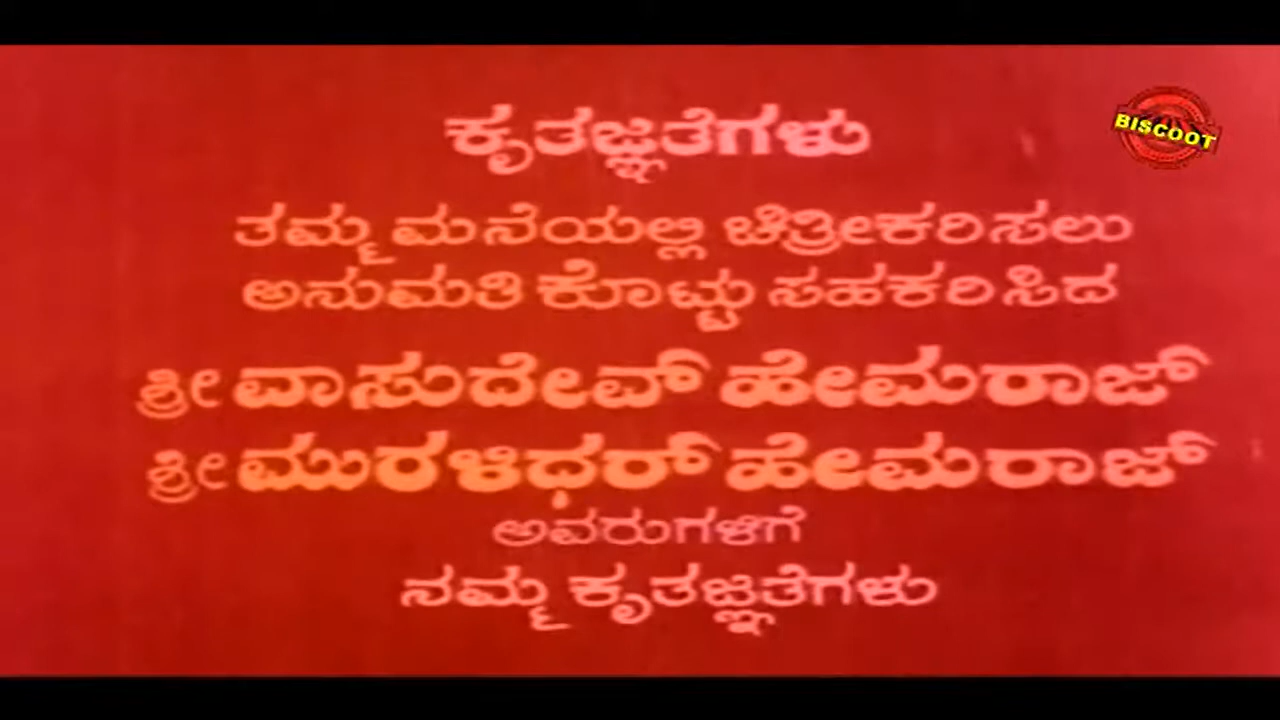 ಕೃತಜ್ಞತೆಗಳು
BISCOOT
ತಮ್ಮ ಮನೆಯಲ್ಲಿ ಚಿತ್ರೀಕರಿಸಲು
ಅನುಮತಿ ಕೊಟ್ಟು ಸಹಕರಿಸಿದ
ಶ್ರೀ ವಾಸುದೇವ್ ಹೇಮರಾಜ್
ಶ್ರೀ ಮುರಳಿಧರ್ ಹೇಮರಾಜ್
ಅವರುಗಳಿಗೆ
ನಮ್ಮ ಕೃತಜ್ಞತೆಗಳು